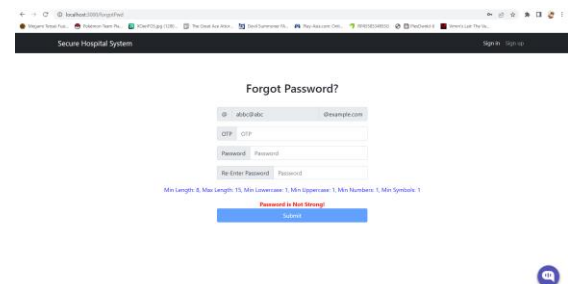 localhost:3000/forgotPwd
Secure Hospital System
Sign in Sign up
Forgot Password?
@ abbc@abc @example.com
OTP OTP
Password Password
Re-Enter Password Password
Min Length: 8, Max Length: 15, Min Lowercase: 1, Min Uppercase: 1, Min Numbers: 1, Min Symbols: 1
Password is Not Strong!
Submit